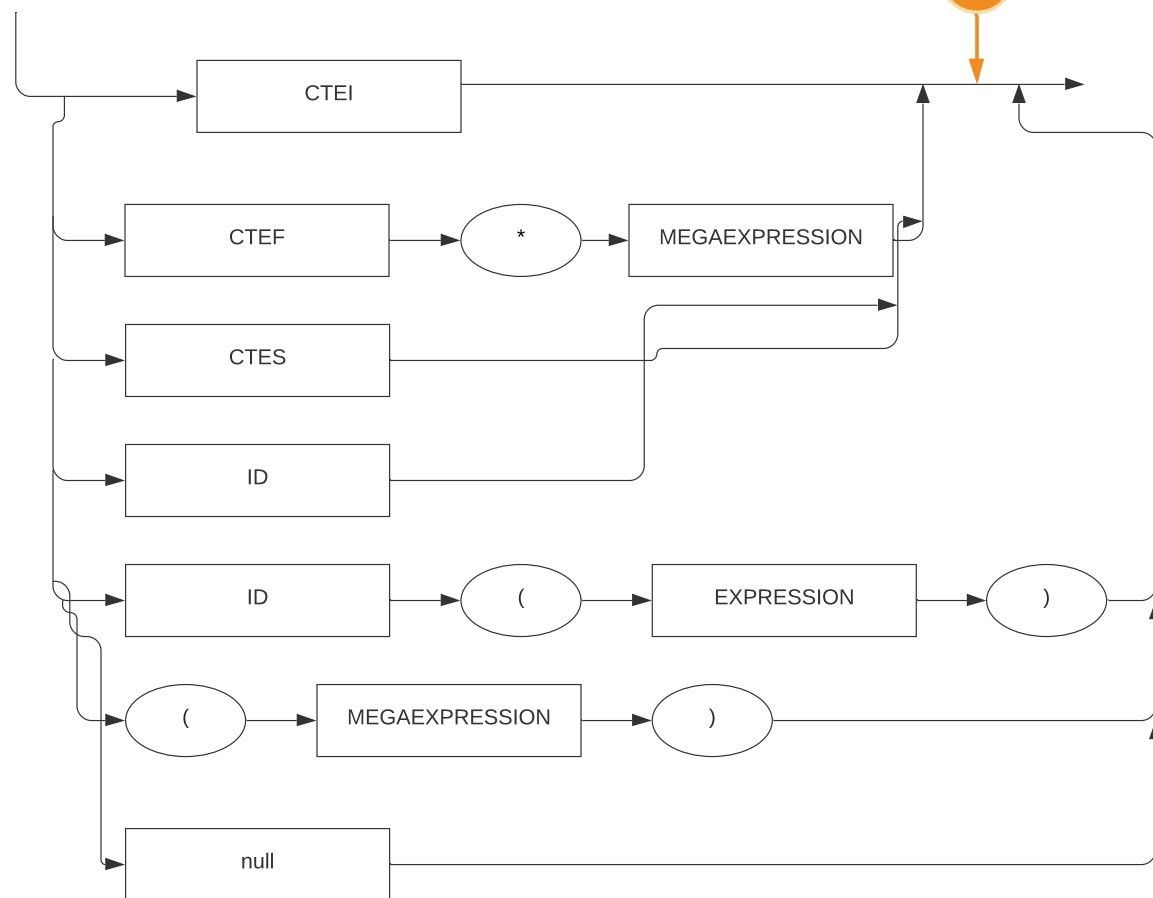 CTEI
CTEF * MEGAEXPRESSION
CTES
ID
ID ( EXPRESSION )
( MEGAEXPRESSION )
null